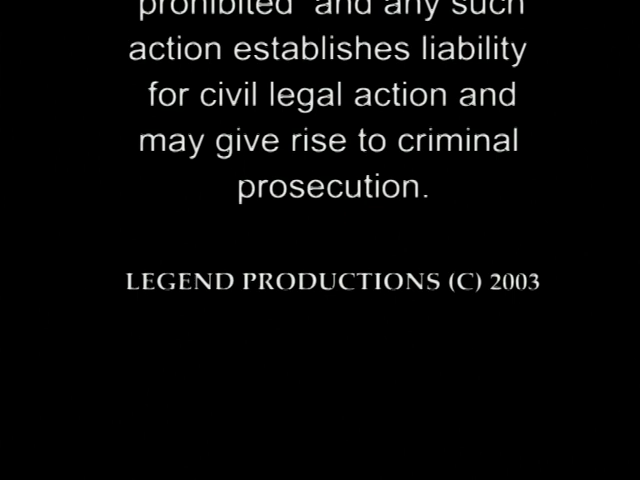 prohibited and any such
action establishes liability
for civil legal action and
may give rise to criminal
prosecution.
LEGEND PRODUCTIONS (C) 2003